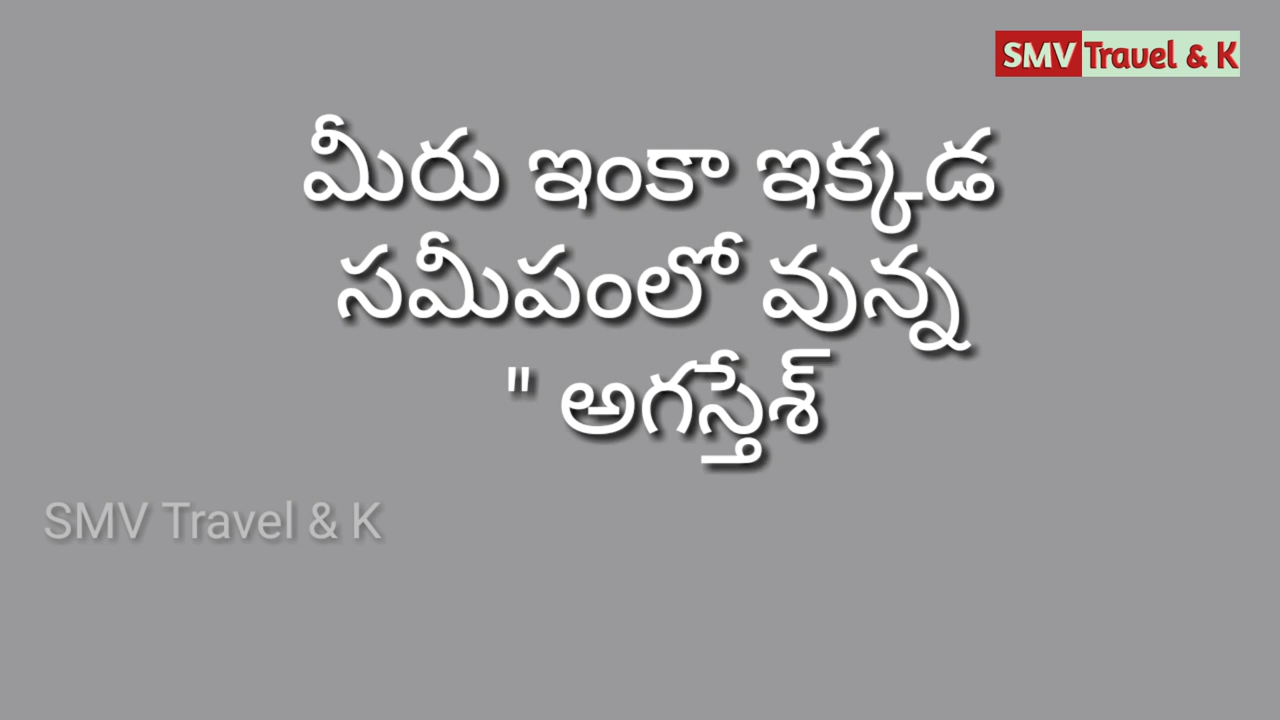 SMV Travel & K
మీరు ఇంకా ఇక్కడ
సమీపంలో వున్న
" అగస్తేశ్
SMV Travel & K